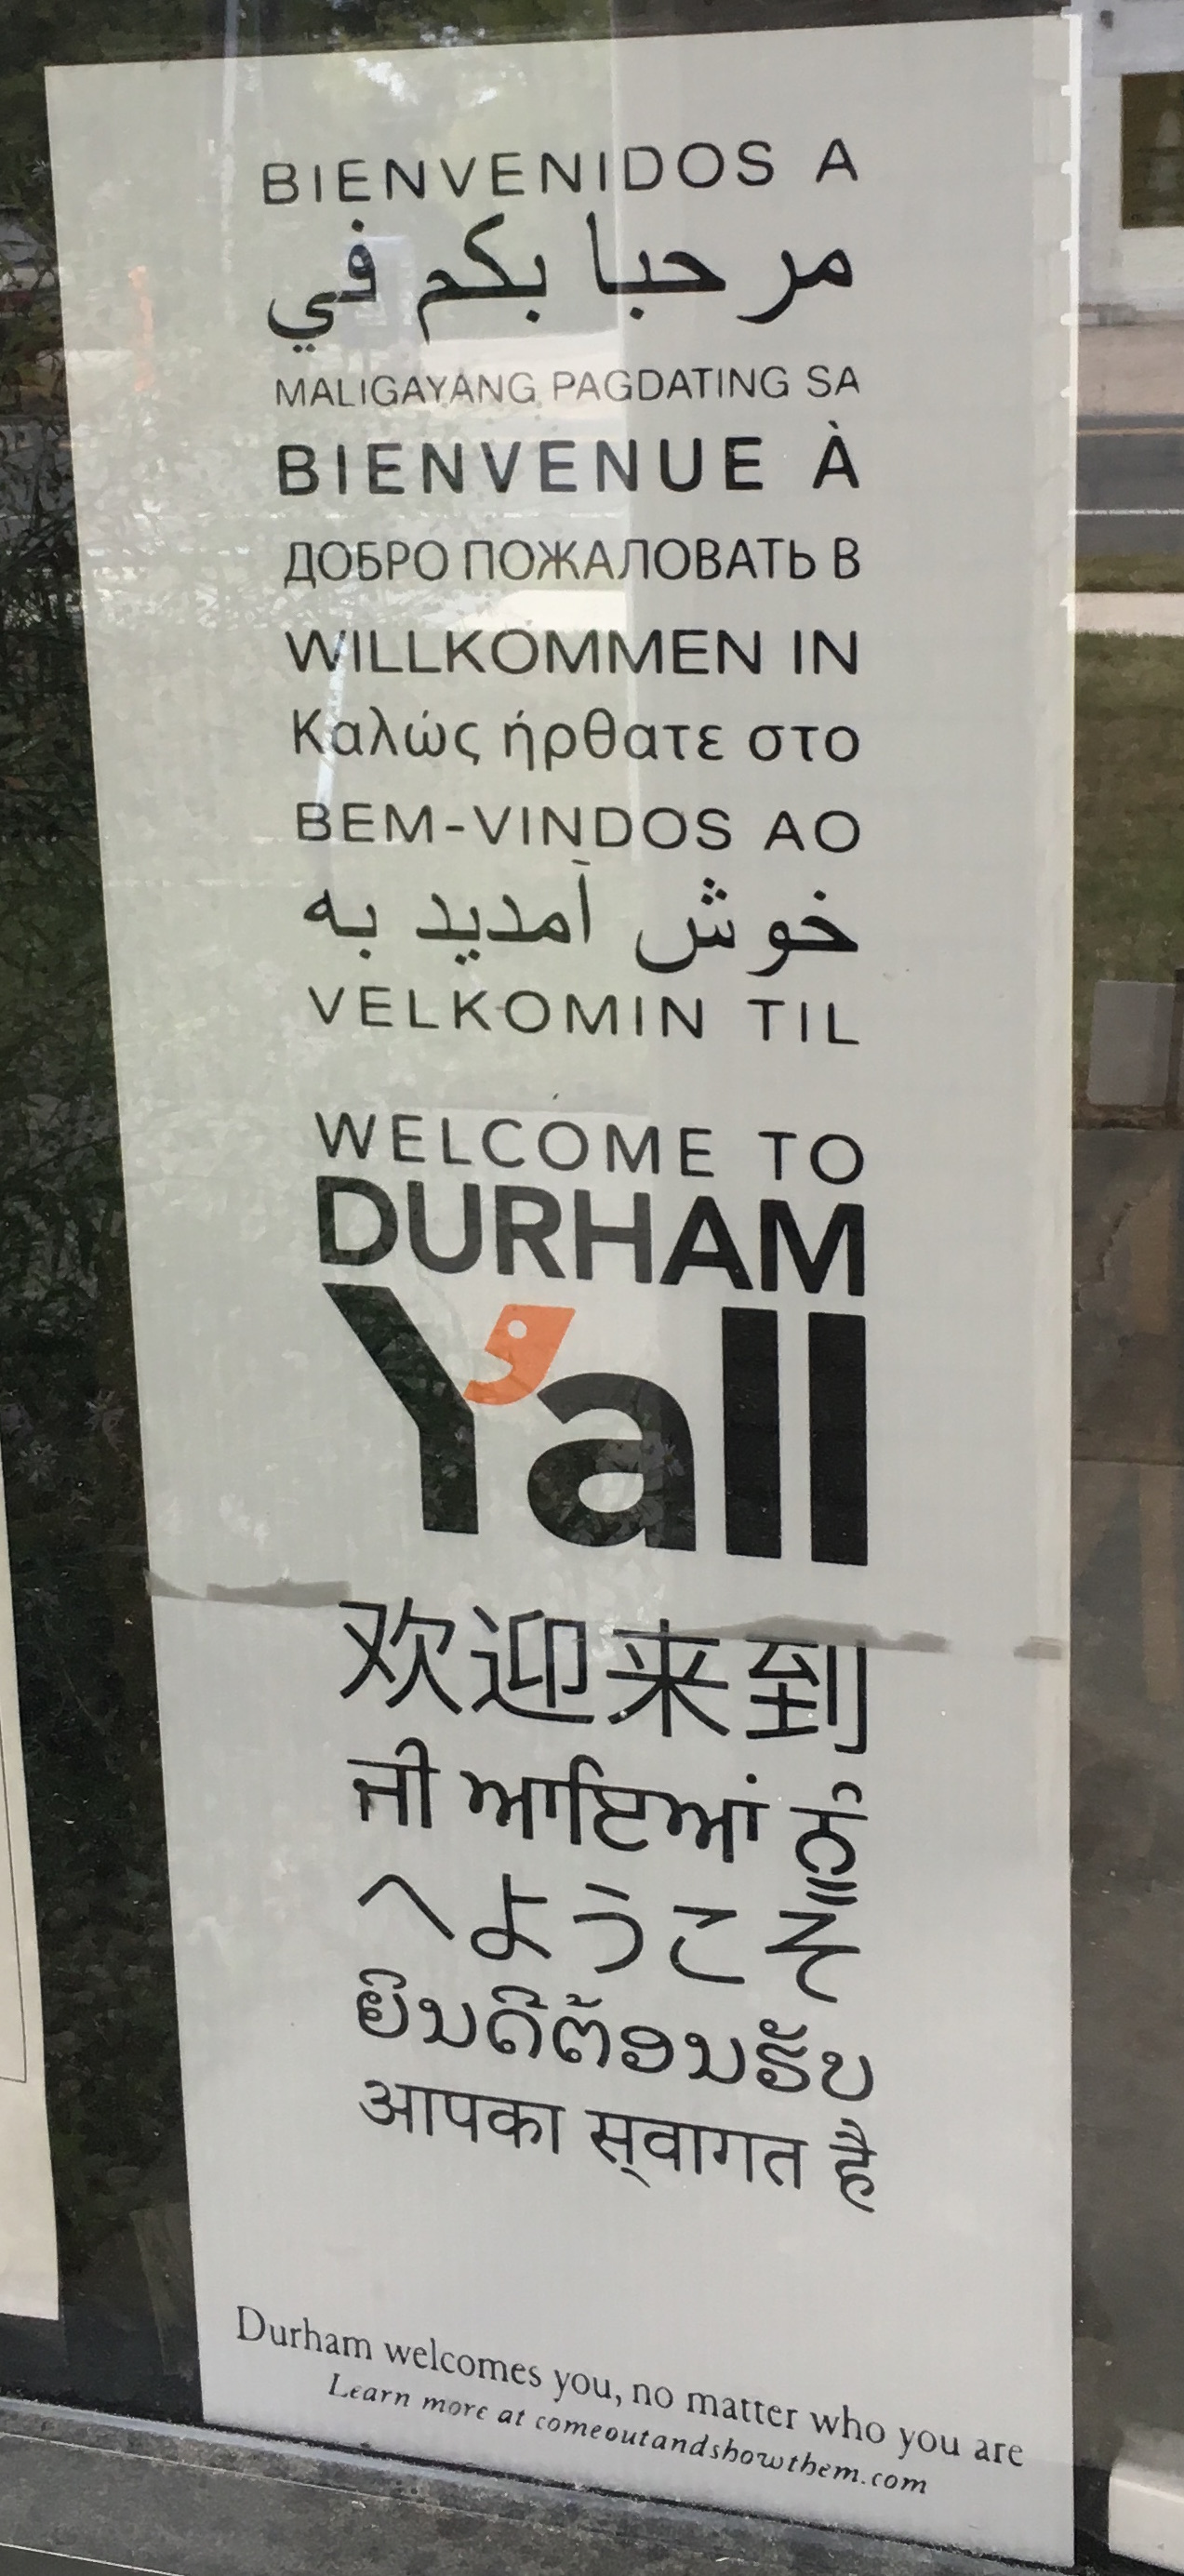 BIENVENIDOS A
مرحبا بكم في
MALIGAYANG PAGDATING SA
BIENVENUE À
ДОБРО ПОЖАЛОВАТЬ В
WILLKOMMEN IN
Καλώς ήρθατε στο
BEM-VINDOS AO
خوش آمدید به
VELKOMIN TIL
WELCOME TO
DURHAM
Y'all
欢迎来到
ਜੀ ਆਇਆਂ ਨੂੰ
へようこそ
ຍິນດີຕ້ອນຮັບ
आपका स्वागत है
Durham welcomes you, no matter who you are
Learn more at comeoutandshowthem.com